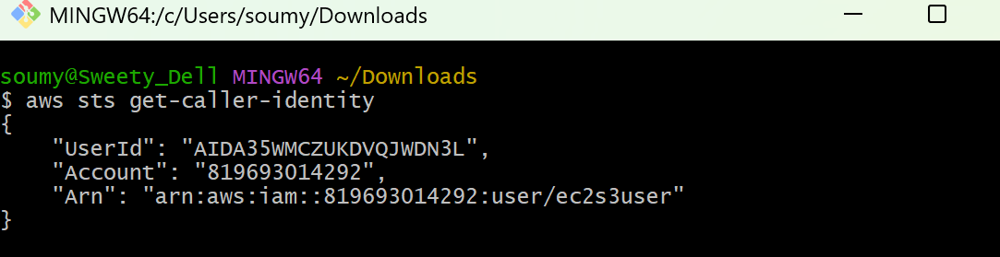 MINGW64:/c/Users/soumy/Downloads
soumy@Sweety_Dell MINGW64 ~/Downloads
$ aws sts get-caller-identity
{
    "UserId": "AIDA35WMCZUKDVQJWDN3L",
    "Account": "819693014292",
    "Arn": "arn:aws:iam::819693014292:user/ec2s3user"
}